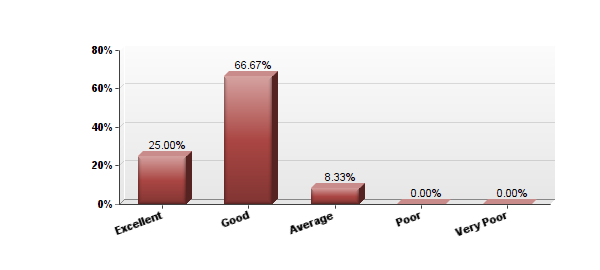 80%
66.67%
60%
40%
25.00%
20%
8.33%
0.00%
0.00%
0%
Excellent
Good
Average
Poor
Very Poor